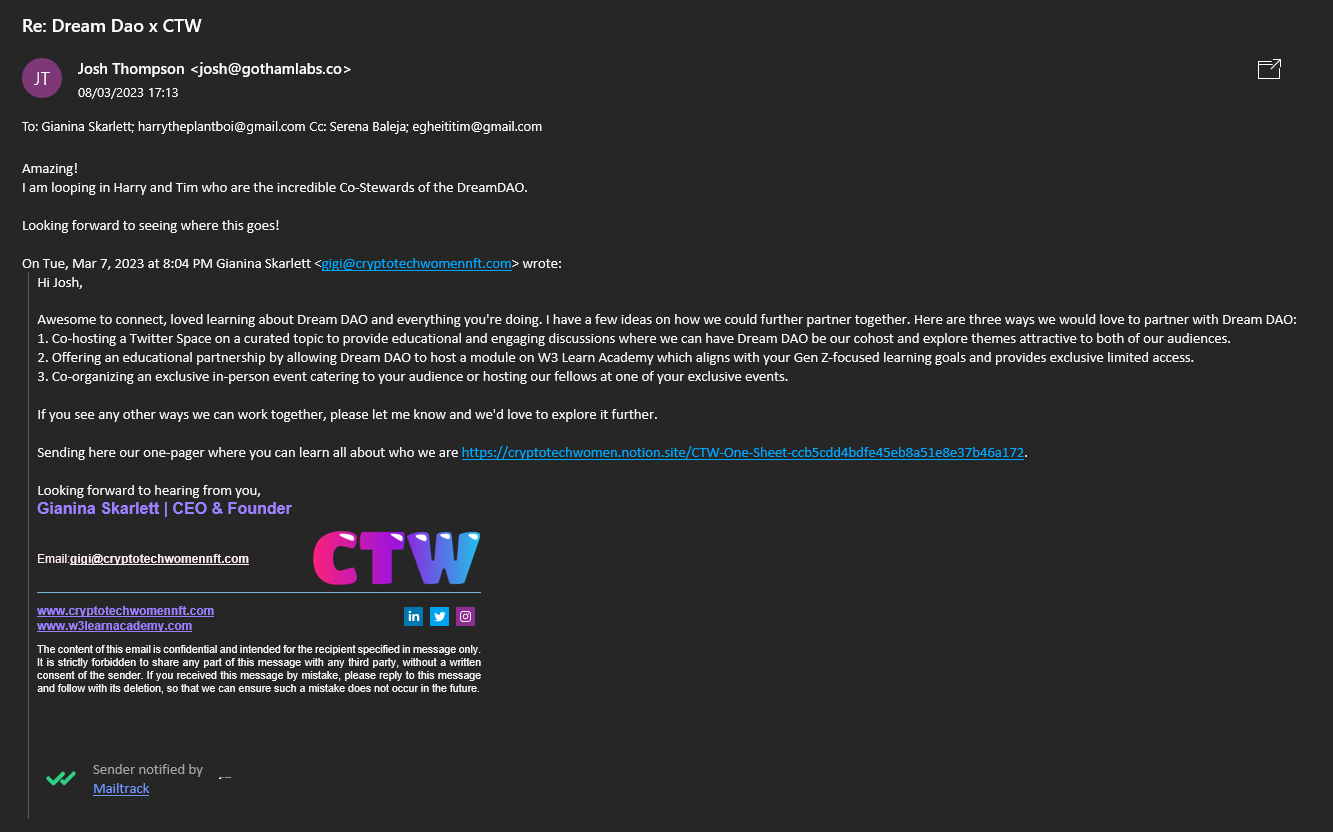 Re: Dream Dao x CTW
JT
Josh Thompson <josh@gothamlabs.co>
08/03/2023 17:13
To: Gianina Skarlett; harrytheplantboi@gmail.com Cc: Serena Baleja; egheititim@gmail.com
Amazing!
I am looping in Harry and Tim who are the incredible Co-Stewards of the DreamDAO.
Looking forward to seeing where this goes!
On Tue, Mar 7, 2023 at 8:04 PM Gianina Skarlett <gigi@cryptotechwomennft.com> wrote:
Hi Josh,
Awesome to connect, loved learning about Dream DAO and everything you're doing. I have a few ideas on how we could further partner together. Here are three ways we would love to partner with Dream DAO:
1. Co-hosting a Twitter Space on a curated topic to provide educational and engaging discussions where we can have Dream DAO be our cohost and explore themes attractive to both of our audiences.
2. Offering an educational partnership by allowing Dream DAO to host a module on W3 Learn Academy which aligns with your Gen Z-focused learning goals and provides exclusive limited access.
3. Co-organizing an exclusive in-person event catering to your audience or hosting our fellows at one of your exclusive events.
If you see any other ways we can work together, please let me know and we'd love to explore it further.
Sending here our one-pager where you can learn all about who we are https://cryptotechwomen.notion.site/CTW-One-Sheet-ccb5cdd4bdfe45eb8a51e8e37b46a172.
Looking forward to hearing from you,
Gianina Skarlett | CEO & Founder
Email:gigi@cryptotechwomennft.com
CTW
www.cryptotechwomennft.com
www.w3learnacademy.com
in
The content of this email is confidential and intended for the recipient specified in message only.
It is strictly forbidden to share any part of this message with any third party, without a written
consent of the sender. If you received this message by mistake, please reply to this message
and follow with its deletion, so that we can ensure such a mistake does not occur in the future.
Sender notified by
Mailtrack